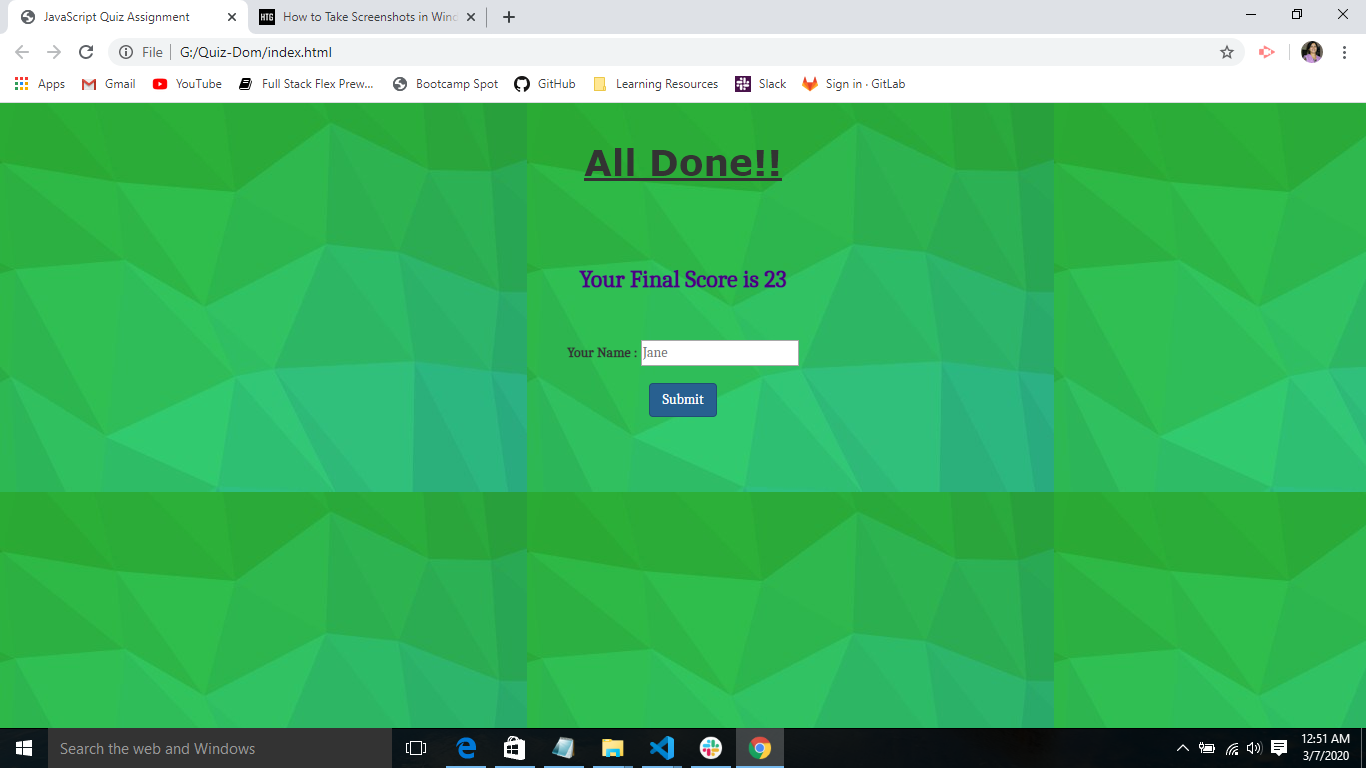 JavaScript Quiz Assignment
HTG How to Take Screenshots in Wind
File G:/Quiz-Dom/index.html
Apps Gmail YouTube Full Stack Flex Prew... Bootcamp Spot GitHub Learning Resources Slack Sign in · GitLab
All Done!!
Your Final Score is 23
Your Name : Jane
Submit
Search the web and Windows
12:51 AM
3/7/2020